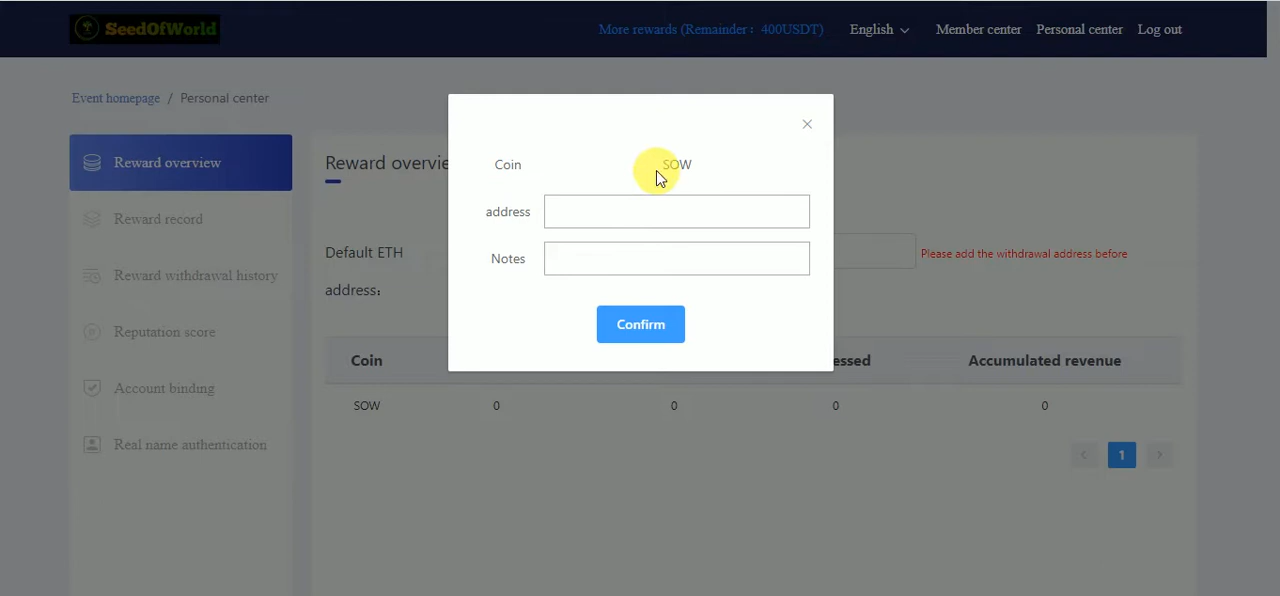 SeedOfWorld
More rewards (Remainder：400USDT)
English
Member center
Personal center
Log out
Event homepage / Personal center
Reward overview
Reward record
Reward withdrawal history
Reputation score
Account binding
Real name authentication
Reward overvie
Default ETH
address：
Please add the withdrawal address before
Coin
SOW
address
Notes
Confirm
Coin essed Accumulated revenue
SOW 0 0 0 0
1